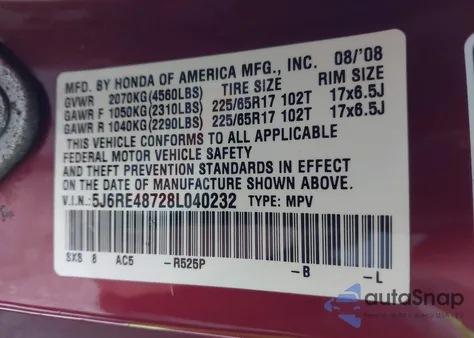 MFD. BY HONDA OF AMERICA MFG., INC. 08/'08
GVWR 2070KG(4560LBS) TIRE SIZE RIM SIZE
GAWR F 1050KG(2310LBS) 225/65R17 102T 17x6.5J
GAWR R 1040KG(2290LBS) 225/65R17 102T 17x6.5J
THIS VEHICLE CONFORMS TO ALL APPLICABLE
FEDERAL MOTOR VEHICLE SAFETY
AND THEFT PREVENTION STANDARDS IN EFFECT
ON THE DATE OF MANUFACTURE SHOWN ABOVE.
V.I.N.: 5J6RE48728L040232 TYPE: MPV
SXS 8 AC5 -R525P -B -L
autoSnap